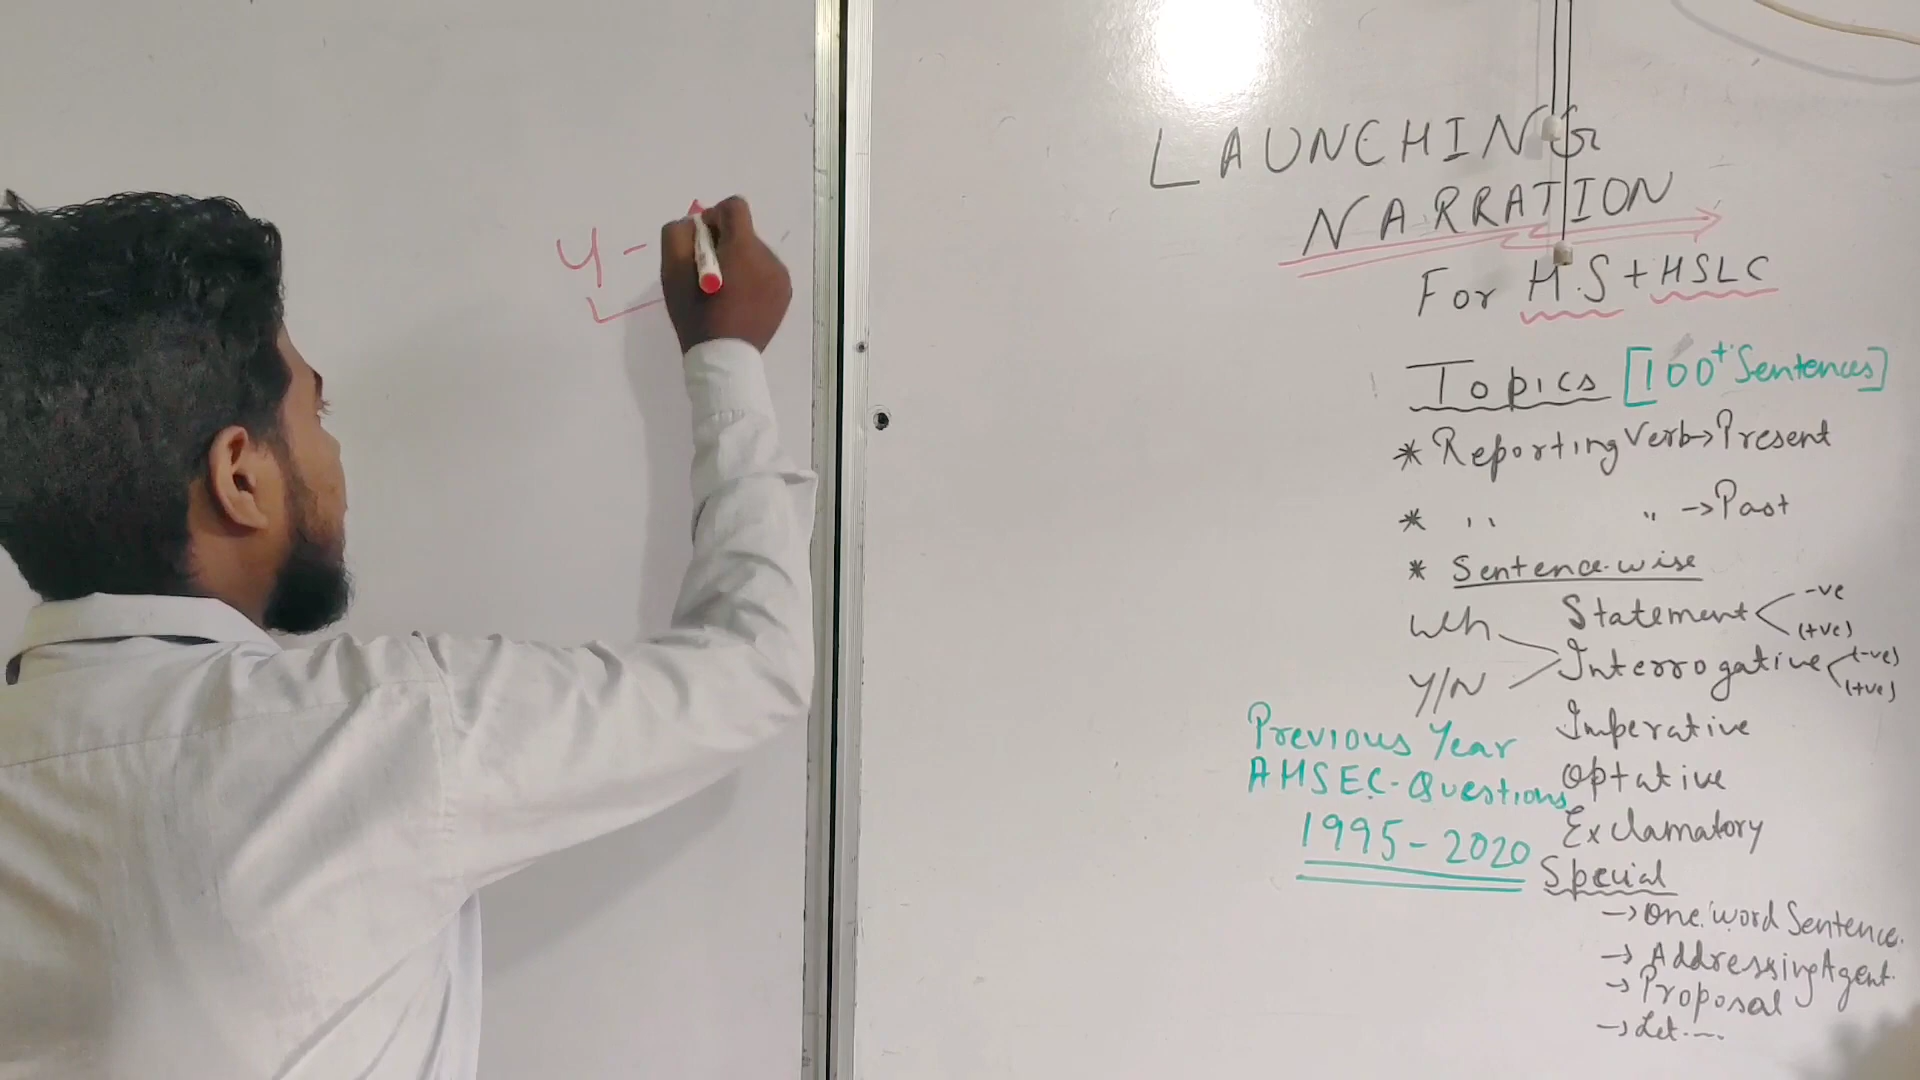 4 -
LAUNCHING
NARRATION
For H.S + HSLC
Topics [100+ Sentences]
* Reporting Verb → Present
* " " → Past
* Sentence-wise
Wh Statement -ve (+ve)
Y/N Interrogative (-ve) (+ve)
Imperative
Optative
Exclamatory
Previous Year
AHSEC-Questions
1995-2020
Special
→ One word Sentence.
→ Addressing Agent.
→ Proposal
→ Let....